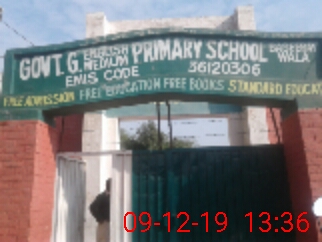 GOVT. G. ENGLISH MEDIUM PRIMARY SCHOOL WALA.
EMIS CODE 36120306
FREE ADMISSION FREE EDUCATION FREE BOOKS STANDARD EDUCA
09-12-19 13:36